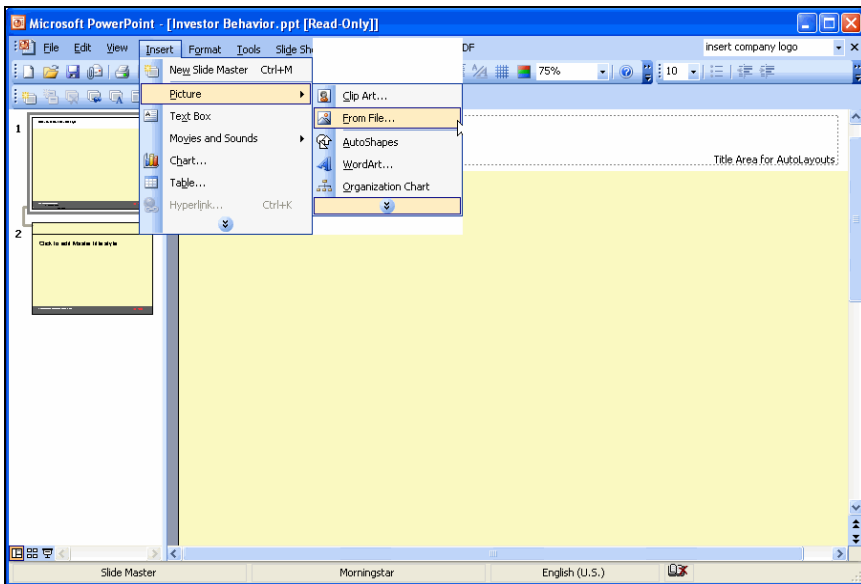 Microsoft PowerPoint - [Investor Behavior.ppt [Read-Only]]
File Edit View Insert Format Tools Slide Sh DF insert company logo
75% 10
New Slide Master Ctrl+M
Picture
Text Box
Movies and Sounds
Chart...
Table...
Hyperlink... Ctrl+K
Clip Art...
From File...
AutoShapes
WordArt...
Organization Chart
1
2
Click to edit Master title style
Title Area for AutoLayouts
Slide Master Morningstar English (U.S.)